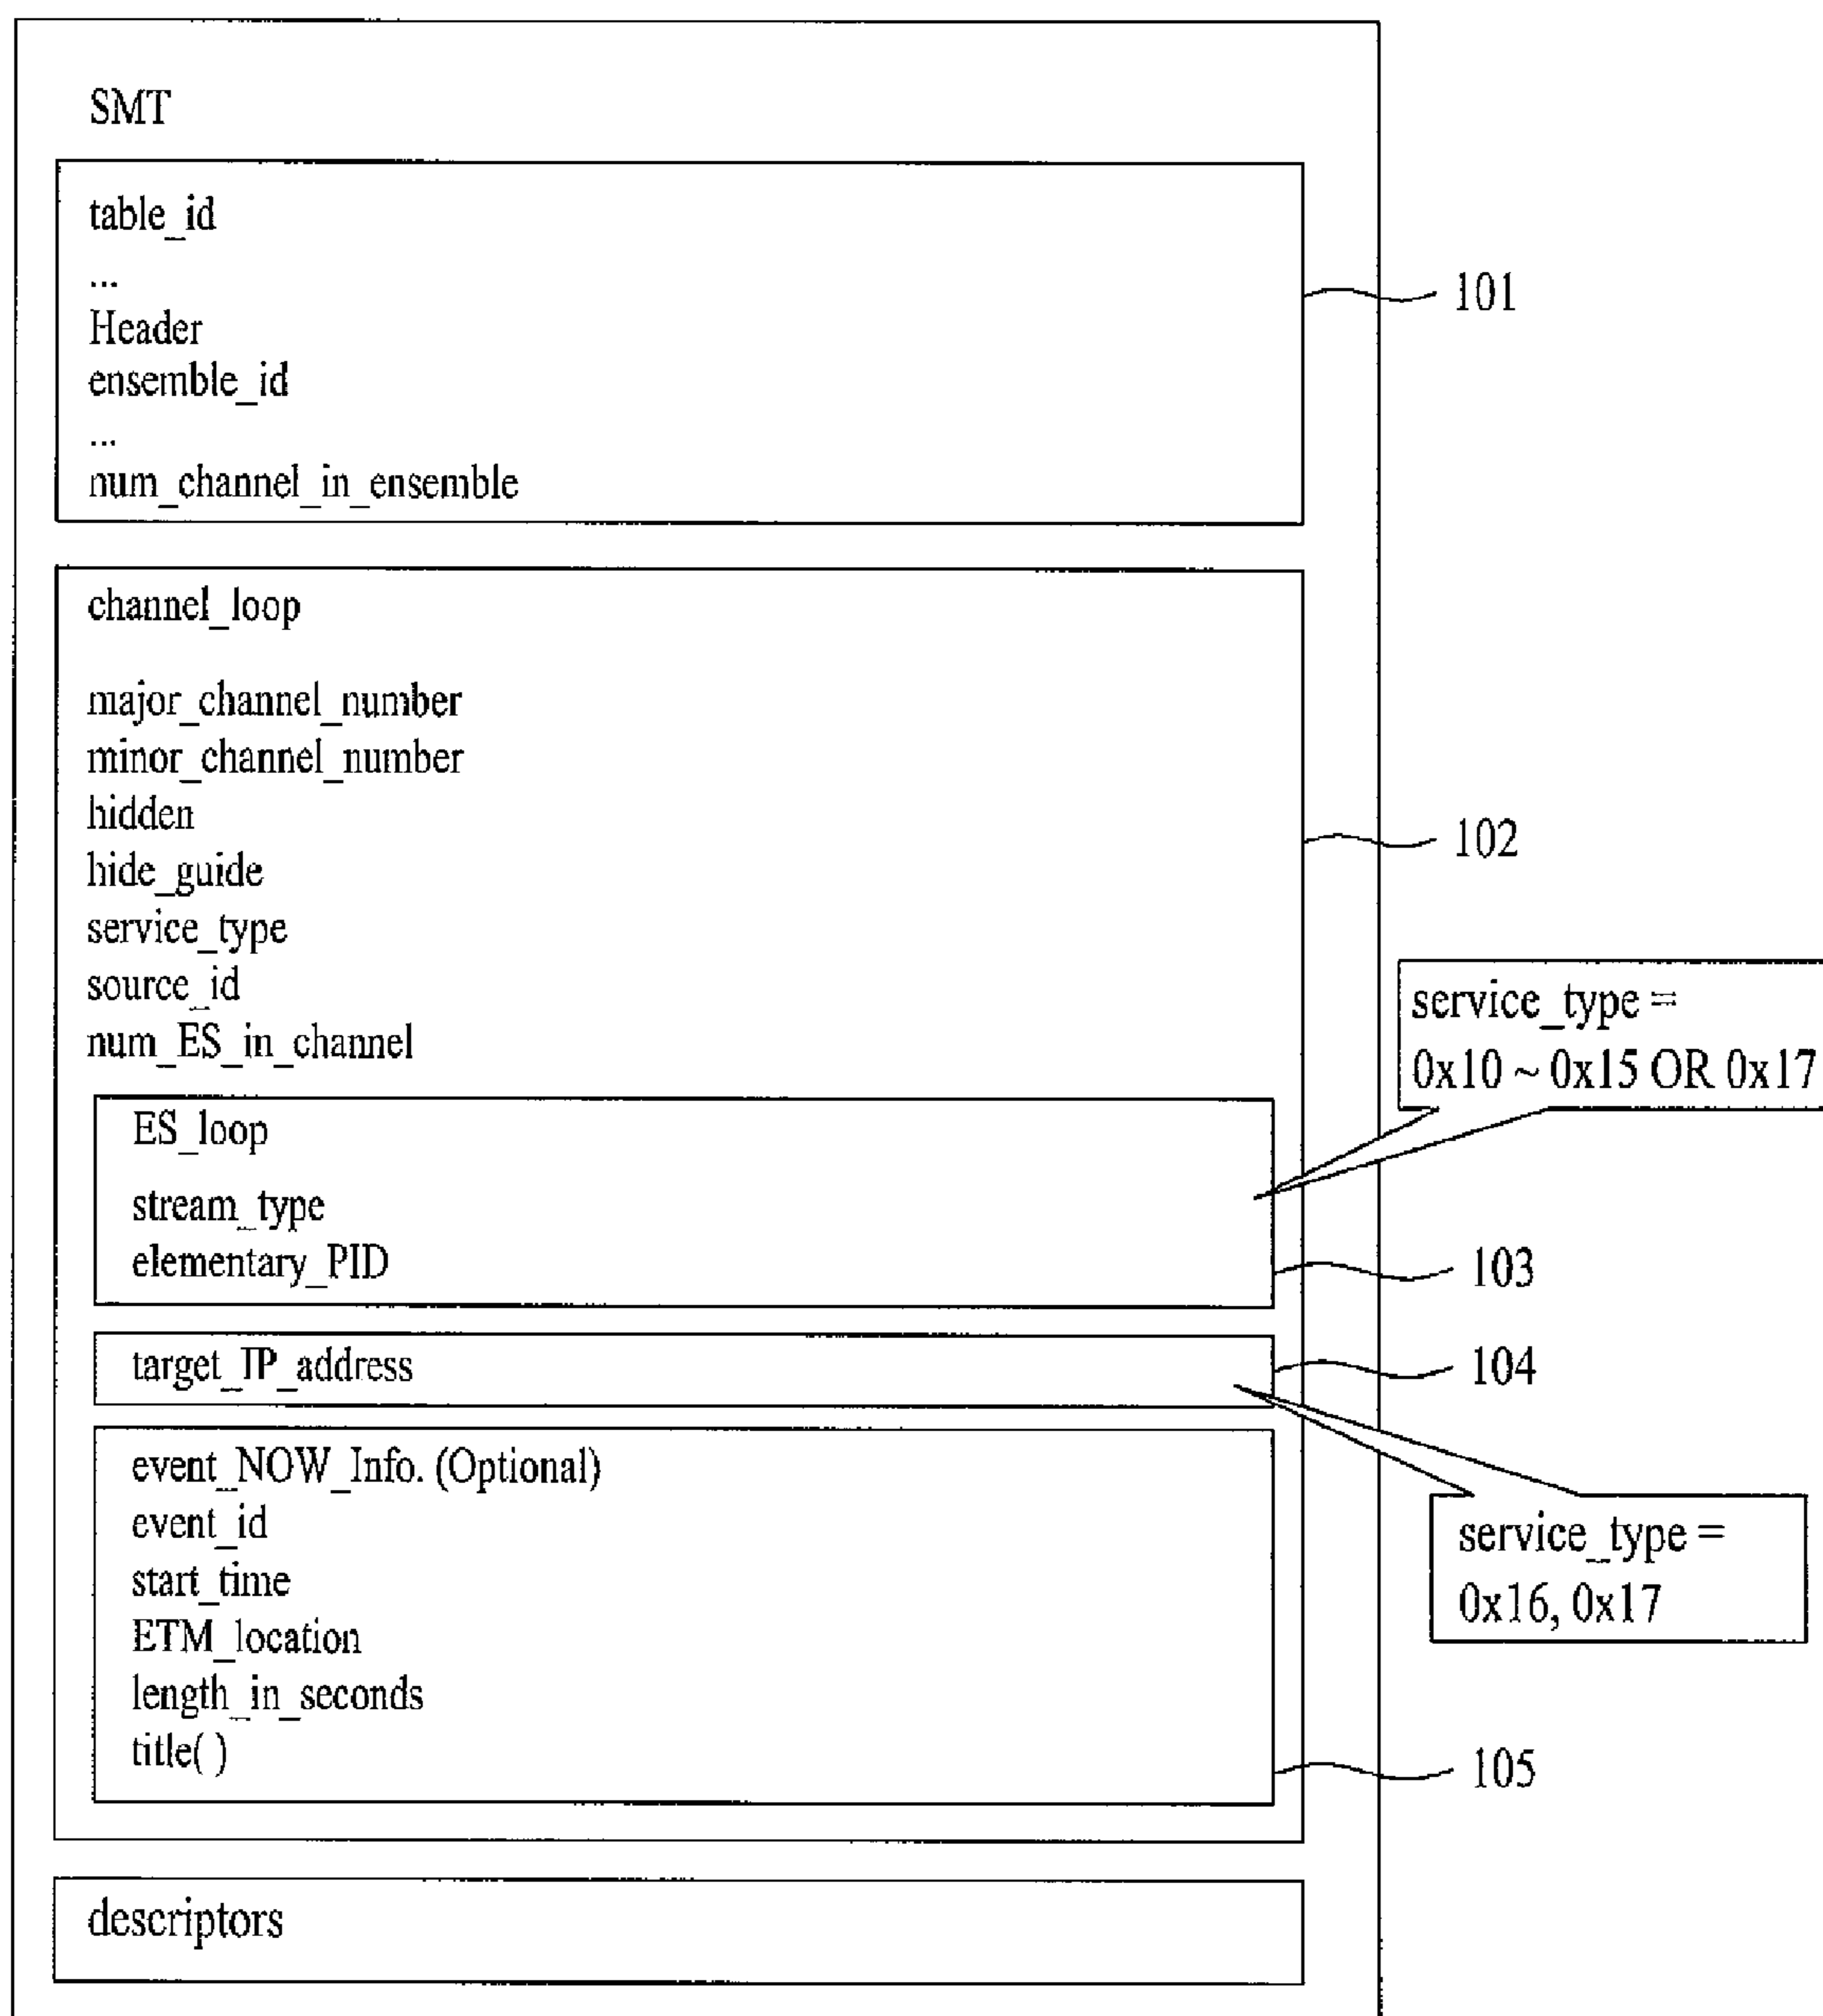 SMT
table_id
...
Header
ensemble_id
...
num_channel_in_ensemble
101
channel_loop
major_channel_number
minor_channel_number
hidden
hide_guide
service_type
source_id
num_ES_in_channel
102
service_type =
0x10 ~ 0x15 OR 0x17
ES_loop
stream_type
elementary_PID
103
target_IP_address
104
event_NOW_Info. (Optional)
event_id
start_time
ETM_location
length_in_seconds
title( )
service_type =
0x16, 0x17
105
descriptors